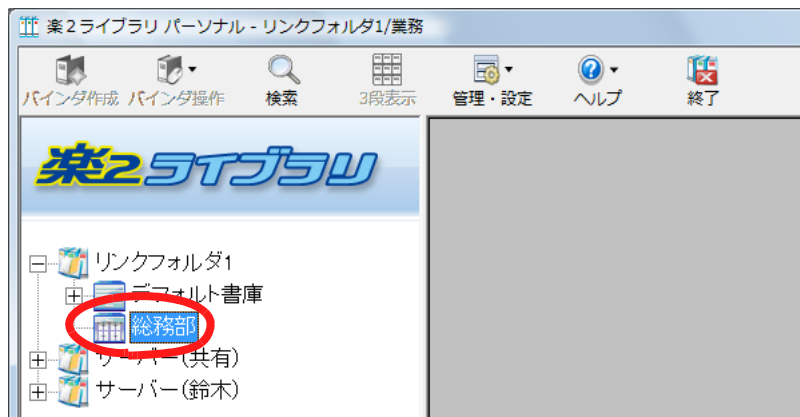 楽2ライブラリ パーソナル - リンクフォルダ1/業務
バインダ作成 バインダ操作 検索 3段表示 管理・設定 ヘルプ 終了
楽2ライブラリ
リンクフォルダ1
デフォルト書庫
総務部
サーバー(共有)
サーバー(鈴木)